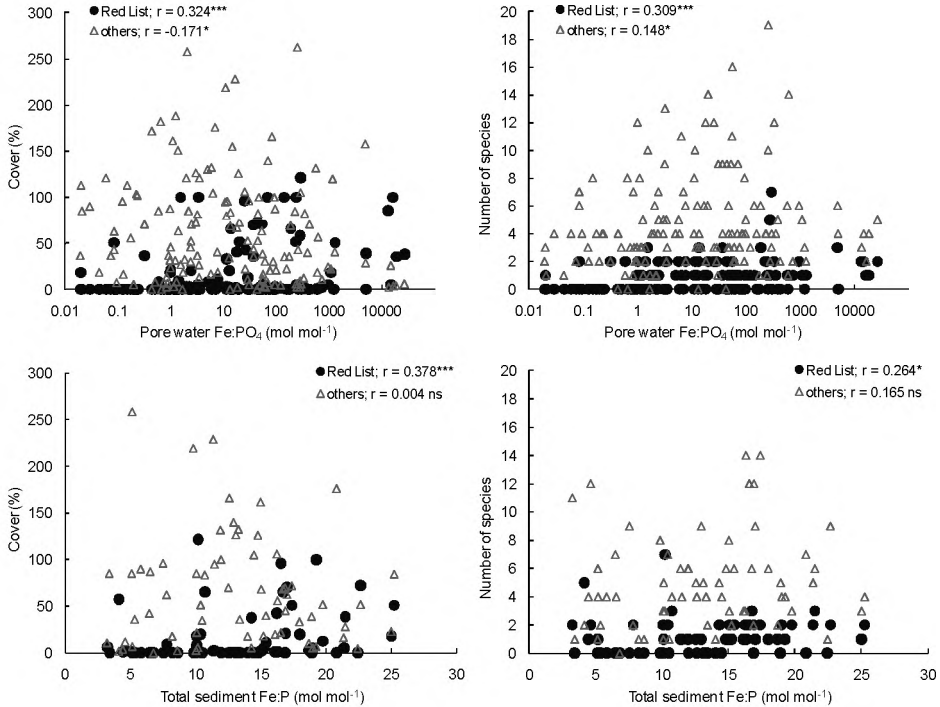 Red List; r = 0.324***
others; r = -0.171*
300
250
200
150
100
50
0
Cover (%)
0.01 0.1 1 10 100 1000 10000
Pore water Fe:PO₄ (mol mol⁻¹)
Red List; r = 0.309***
others; r = 0.148*
20
18
16
14
12
10
8
6
4
2
0
Number of species
0.01 0.1 1 10 100 1000 10000
Pore water Fe:PO₄ (mol mol⁻¹)
Red List; r = 0.378***
others; r = 0.004 ns
300
250
200
150
100
50
0
Cover (%)
0 5 10 15 20 25 30
Total sediment Fe:P (mol mol⁻¹)
Red List; r = 0.264*
others; r = 0.165 ns
20
18
16
14
12
10
8
6
4
2
0
Number of species
0 5 10 15 20 25 30
Total sediment Fe:P (mol mol⁻¹)